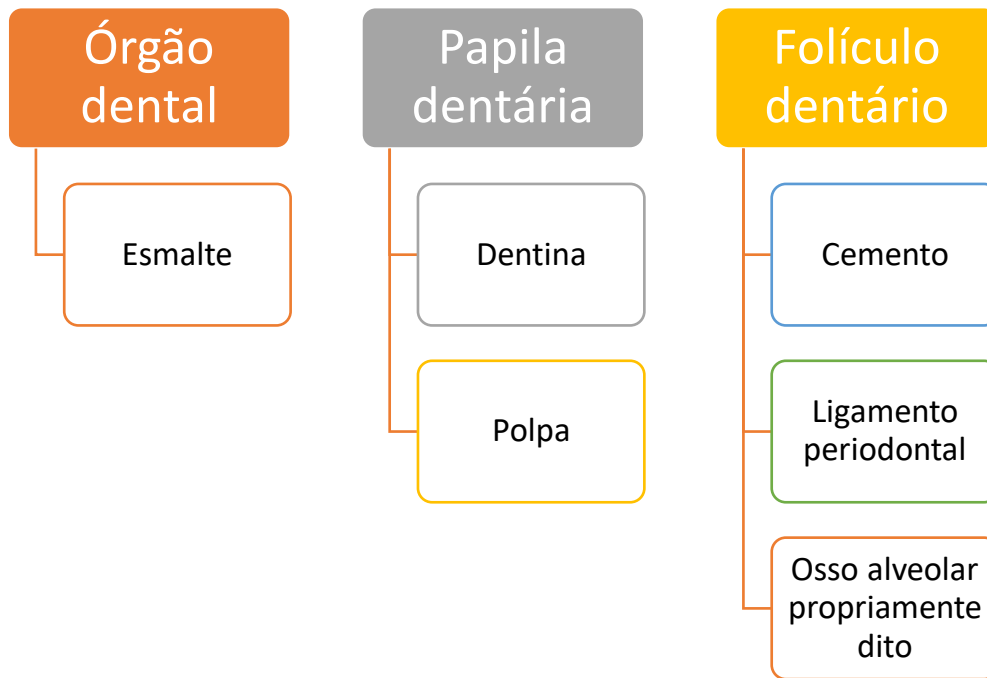 Órgão
dental
Esmalte
Papila
dentária
Dentina
Polpa
Folículo
dentário
Cemento
Ligamento
periodontal
Osso alveolar
propriamente
dito